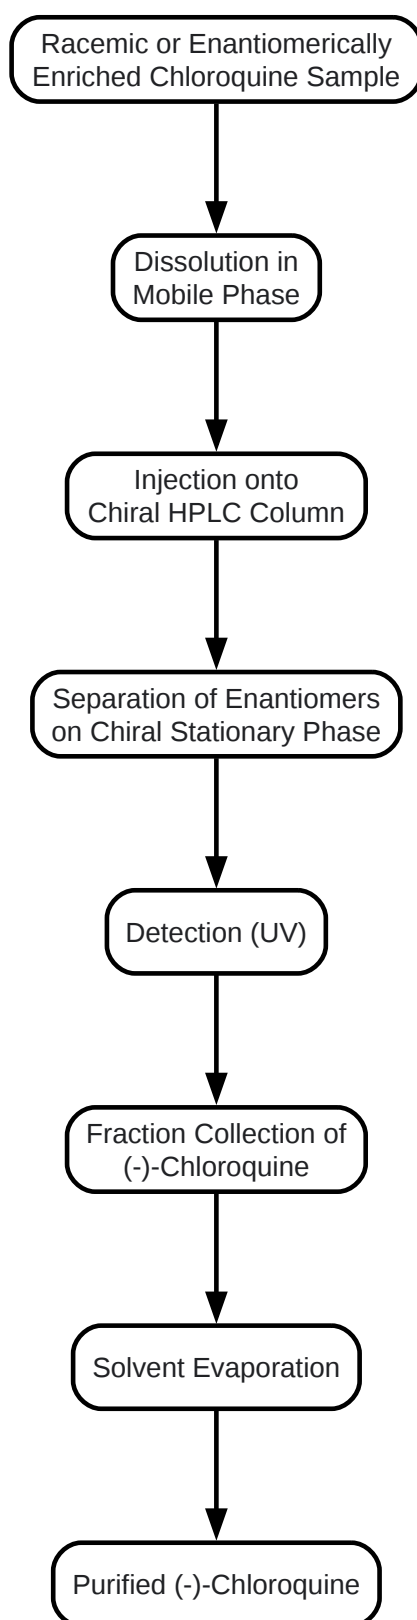 Racemic or Enantiomerically
Enriched Chloroquine Sample
Dissolution in
Mobile Phase
Injection onto
Chiral HPLC Column
Separation of Enantiomers
on Chiral Stationary Phase
Detection (UV)
Fraction Collection of
(-)-Chloroquine
Solvent Evaporation
Purified (-)-Chloroquine